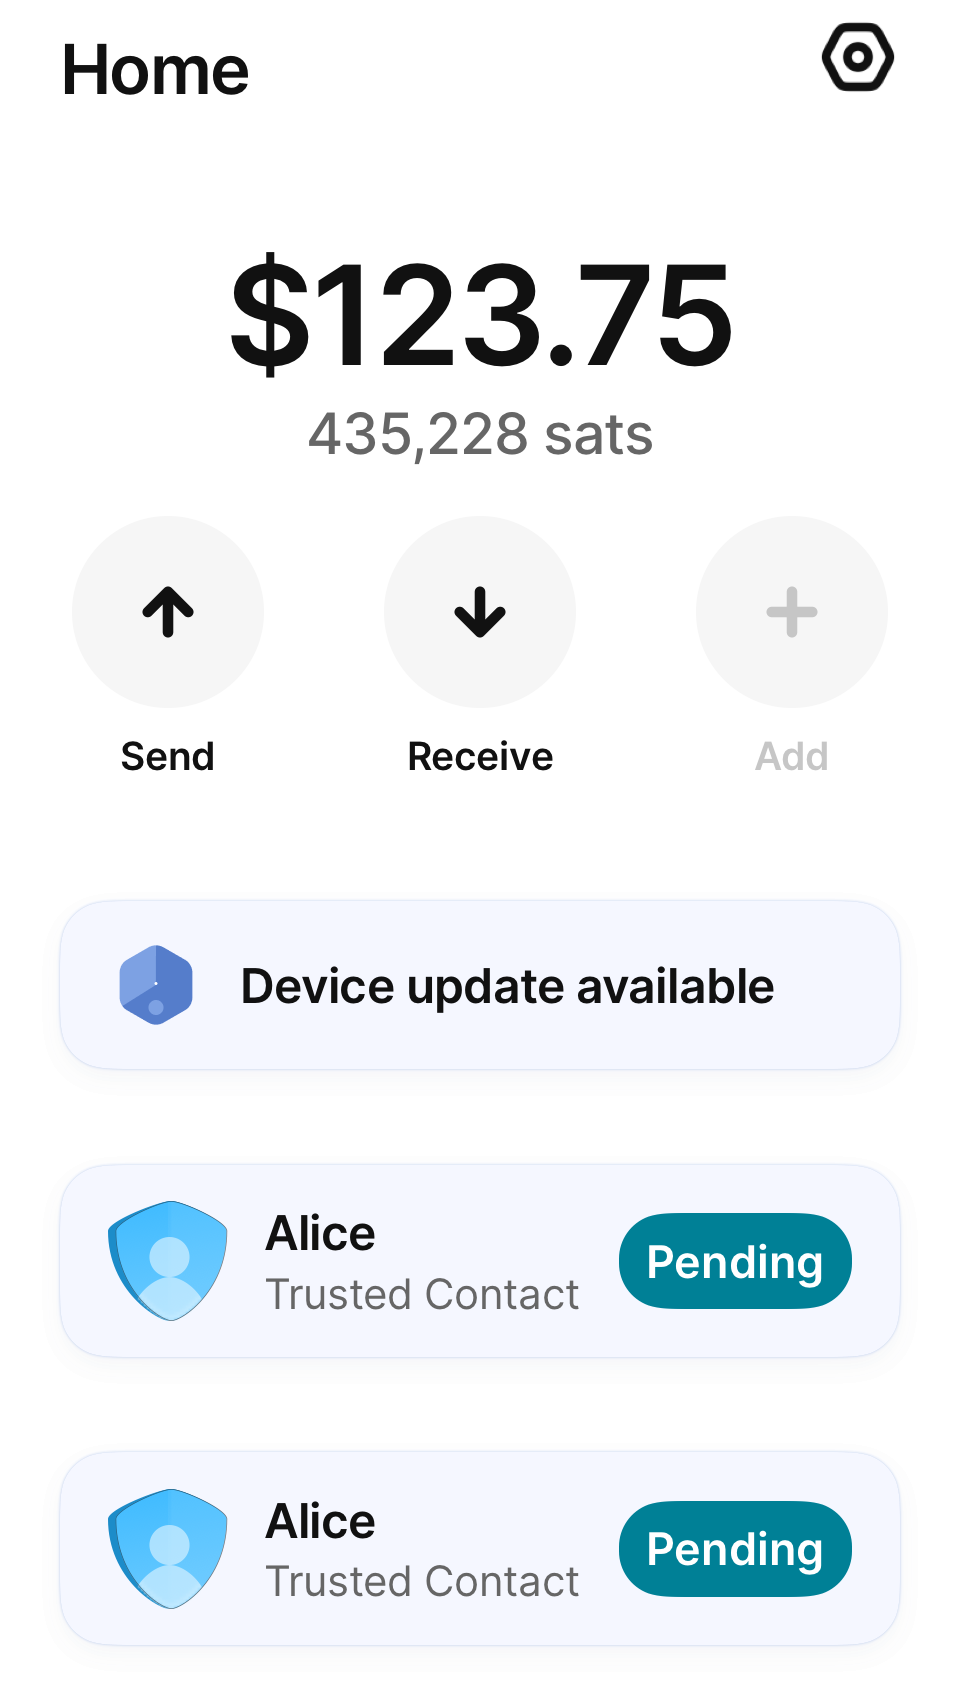 Home
$123.75
435,228 sats
Send
Receive
Add
Device update available
Alice
Trusted Contact
Pending
Alice
Trusted Contact
Pending